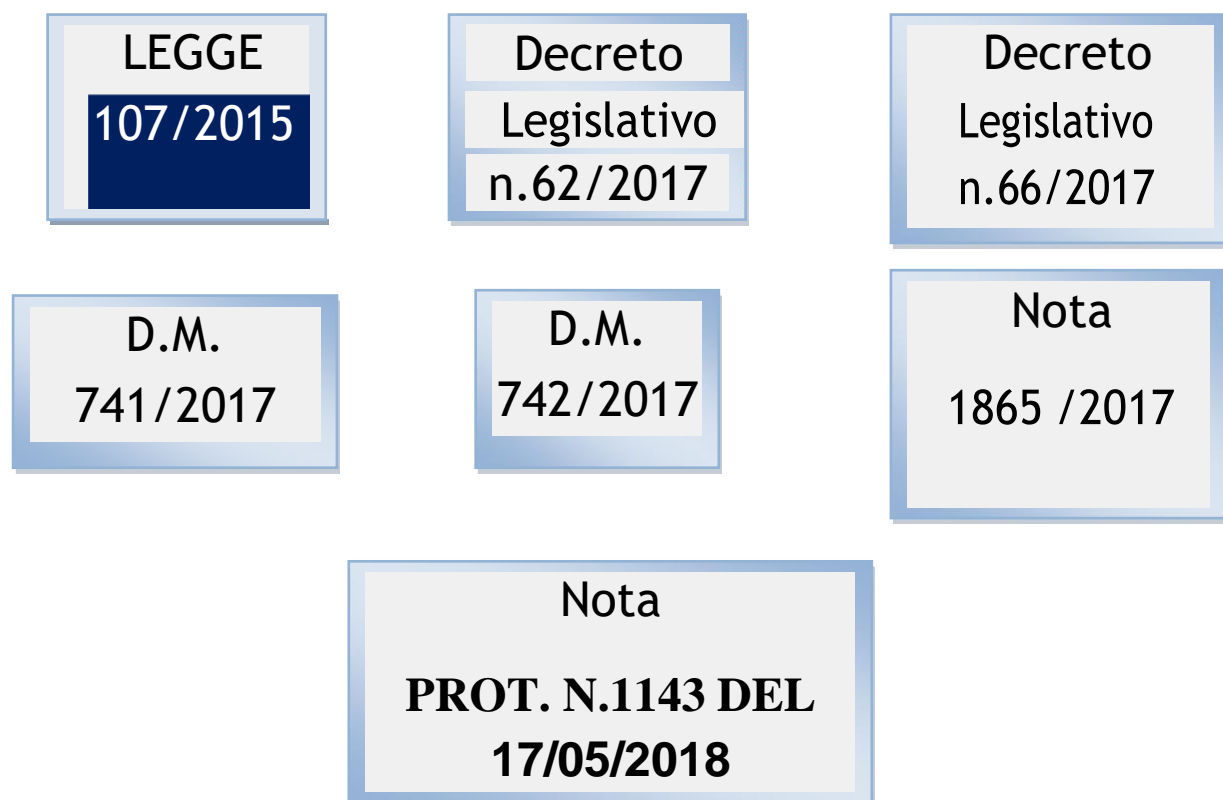 LEGGE
107/2015
Decreto
Legislativo
n.62/2017
Decreto
Legislativo
n.66/2017
D.M.
741/2017
D.M.
742/2017
Nota
1865 /2017
Nota
PROT. N.1143 DEL
17/05/2018